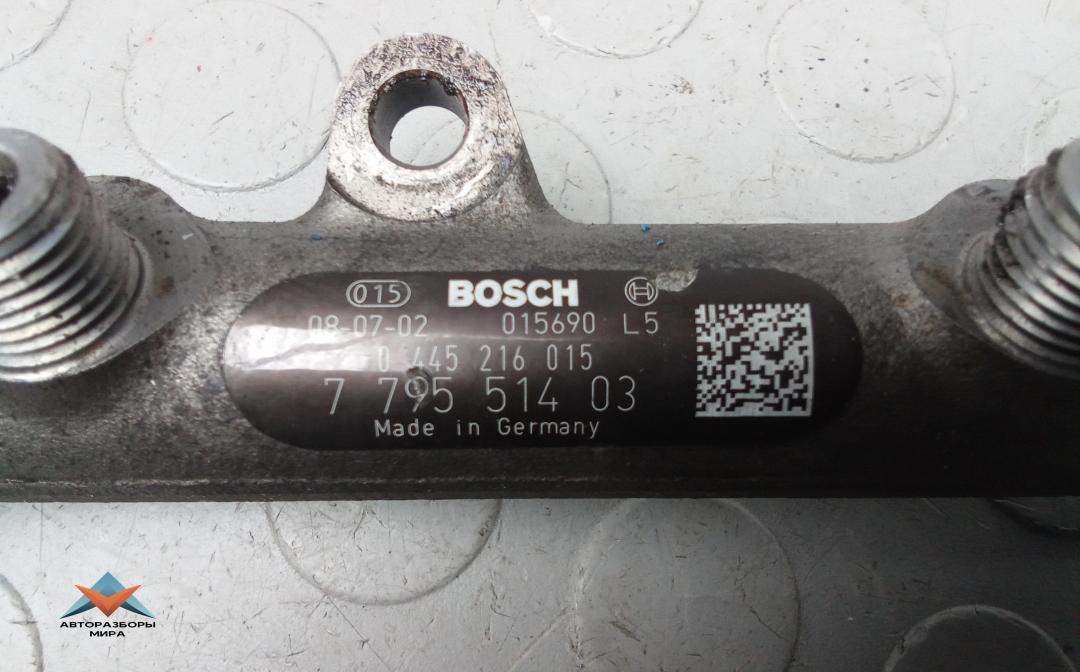 015 BOSCH
08-07-02 015690 L5
0 445 216 015
7 795 514 03
Made in Germany
АВТОРАЗБОРЫ
МИРА